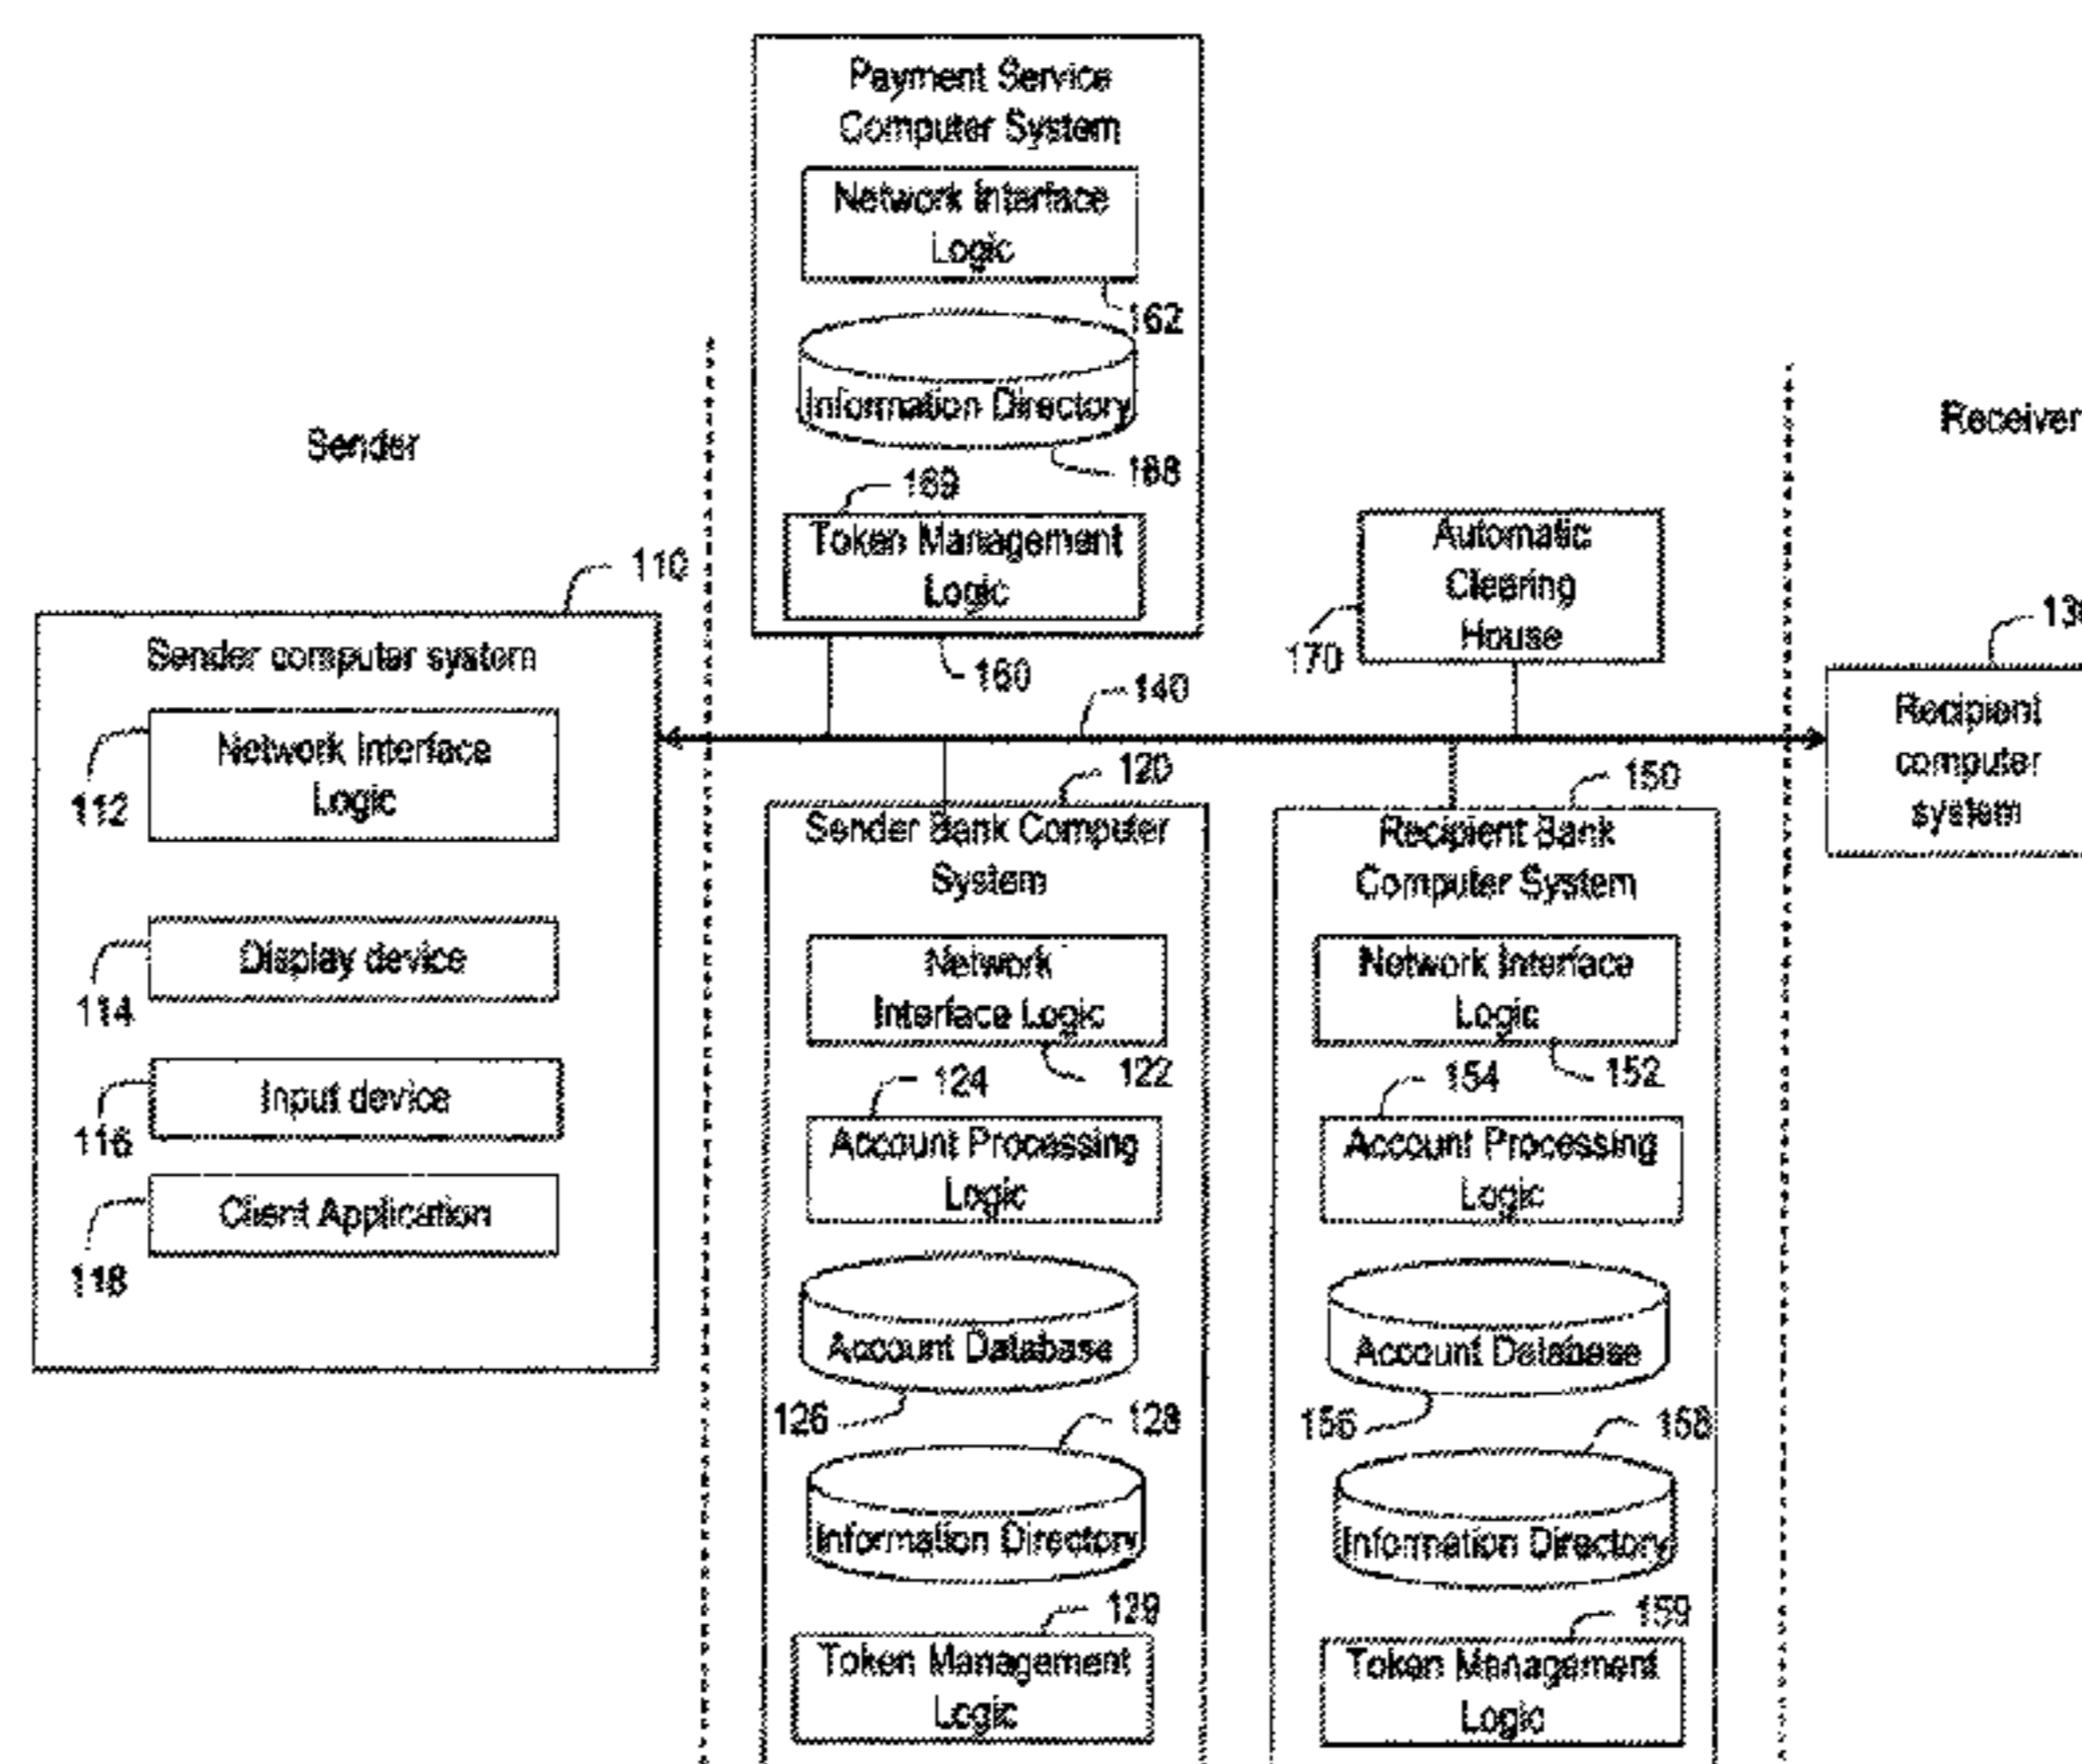 Payment Service
Computer System
Network Interface
Logic
162
Information Directory
168
169
Token Management
Logic
160
Sender
Receiver
110
Sender computer system
Network Interface
Logic
112
Display device
114
Input device
116
Client Application
118
Automatic
Clearing
House
170
140
Recipient
computer
system
120
Sender Bank Computer
System
Network
Interface Logic
122
124
Account Processing
Logic
Account Database
126
128
Information Directory
129
Token Management
Logic
150
Recipient Bank
Computer System
Network Interface
Logic
152
154
Account Processing
Logic
Account Database
156
158
Information Directory
159
Token Management
Logic